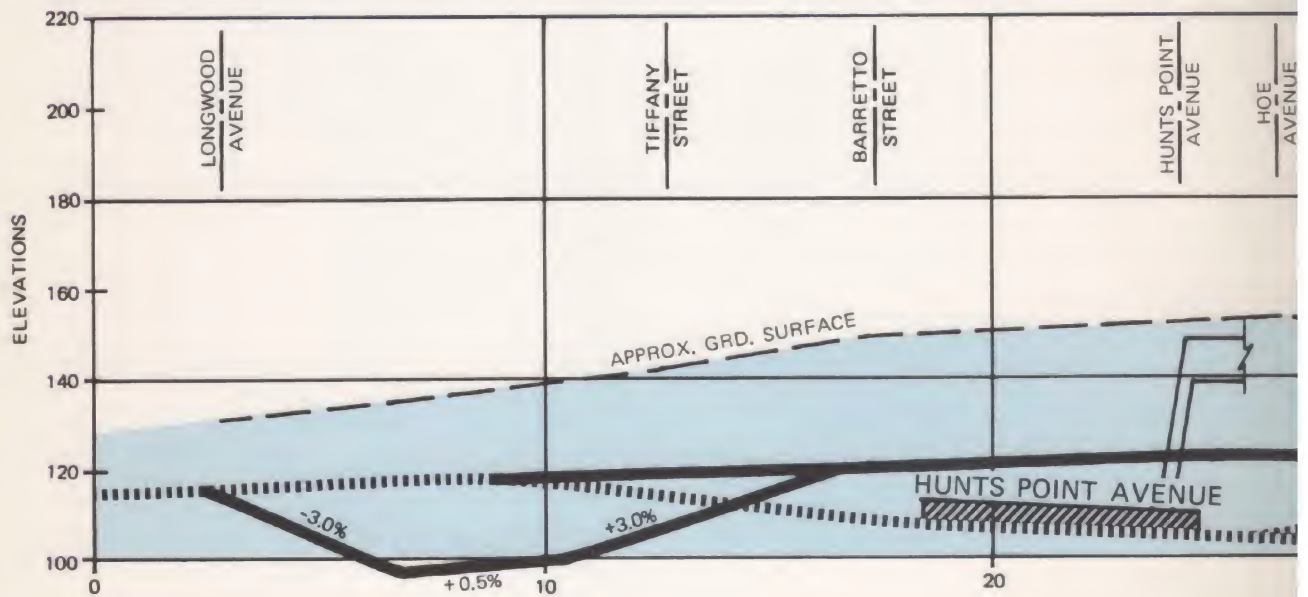 220
200
180
160
140
120
100
ELEVATIONS
LONGWOOD
AVENUE
TIFFANY
STREET
BARRETTO
STREET
HUNTS POINT
AVENUE
HOE
AVENUE
APPROX. GRD. SURFACE
HUNTS POINT AVENUE
-3.0%
+0.5%
+3.0%
0
10
20